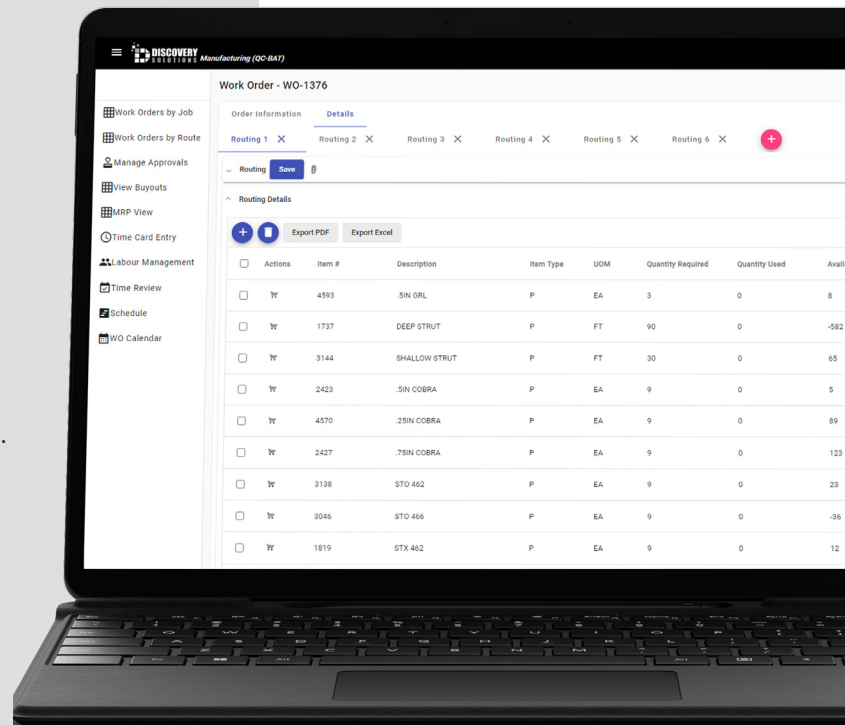 DISCOVERY
SOLUTIONS Manufacturing (QC-BAT)
Work Order - WO-1376
Work Orders by Job
Work Orders by Route
Manage Approvals
View Buyouts
MRP View
Time Card Entry
Labour Management
Time Review
Schedule
WO Calendar
Order Information Details
Routing 1 Routing 2 Routing 3 Routing 4 Routing 5 Routing 6
Routing Save
Routing Details
Export PDF Export Excel
Actions Item # Description Item Type UOM Quantity Required Quantity Used
4593 .5IN GRL P EA 3 0 8
1737 DEEP STRUT P FT 90 0 -582
3144 SHALLOW STRUT P FT 30 0 65
2423 .5IN COBRA P EA 9 0 5
4570 .25IN COBRA P EA 9 0 89
2427 .75IN COBRA P EA 9 0 123
3138 STO 462 P EA 9 0 23
3046 STO 466 P EA 9 0 -36
1819 STX 462 P EA 9 0 12